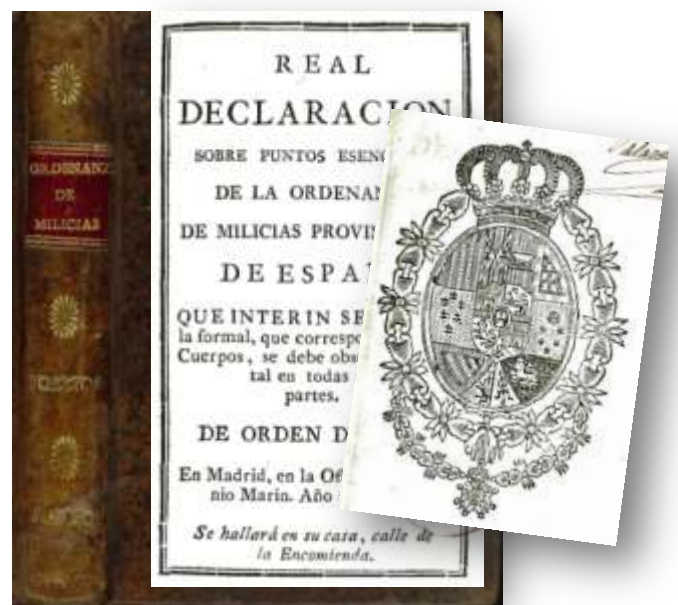 ORDENANZ
DE
MILICIAS
REAL
DECLARACION
SOBRE PUNTOS ESENC
DE LA ORDENAN
DE MILICIAS PROVIN
DE ESPA
QUE INTERIN SE
la formal, que correspo
Cuerpos, se debe obs
tal en todas
partes.
DE ORDEN D
En Madrid, en la Of
nio Marin. Año
Se hallará en su casa, calle de
la Encomienda.